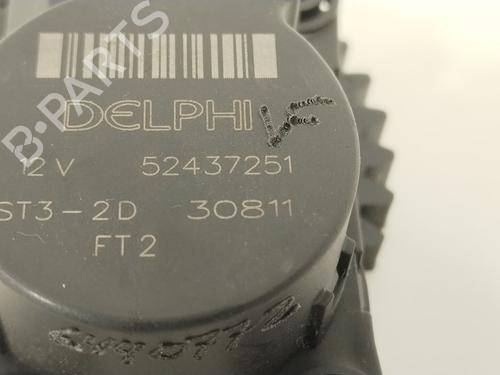 B-PARTS
DELPHI
12 V 52437251
ST3-2D 30811
FT2